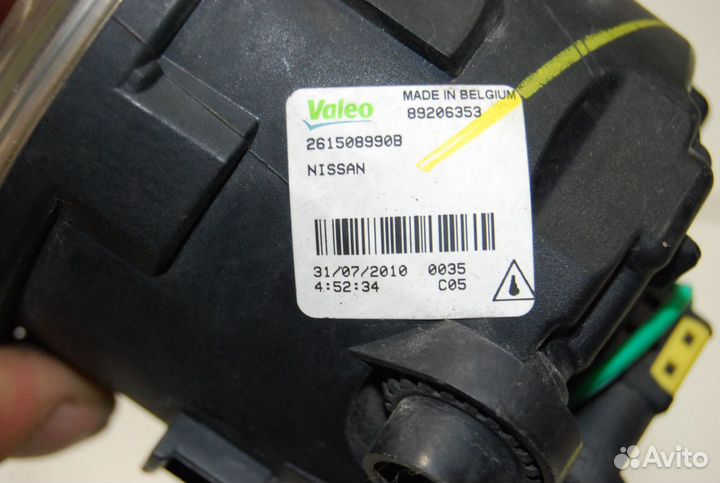 Valeo MADE IN BELGIUM
89206353
261508990B
NISSAN
31/07/2010 0035
4:52:34 C05
Avito